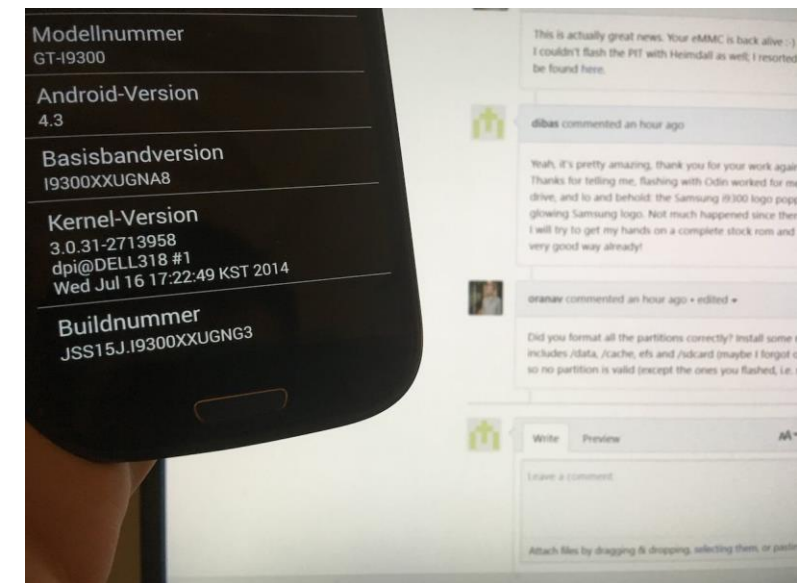 Modellnummer
GT-I9300
Android-Version
4.3
Basisbandversion
I9300XXUGNA8
Kernel-Version
3.0.31-2713958
dpi@DELL318 #1
Wed Jul 16 17:22:49 KST 2014
Buildnummer
JSS15J.I9300XXUGNG3
This is actually great news. Your eMMC is back alive :-)
I couldn't flash the PIT with Heimdall as well; I resorted
be found here.
dibas commented an hour ago
Yeah, it's pretty amazing, thank you for your work again
Thanks for telling me, flashing with Odin worked for me
drive, and lo and behold: the Samsung i9300 logo popp
glowing Samsung logo. Not much happened since then
I will try to get my hands on a complete stock rom and
very good way already!
oranav commented an hour ago • edited
Did you format all the partitions correctly? Install some
includes /data, /cache, efs and /sdcard (maybe I forgot
so no partition is valid (except the ones you flashed, i.e.
Write Preview
Leave a comment
Attach files by dragging & dropping, selecting them, or